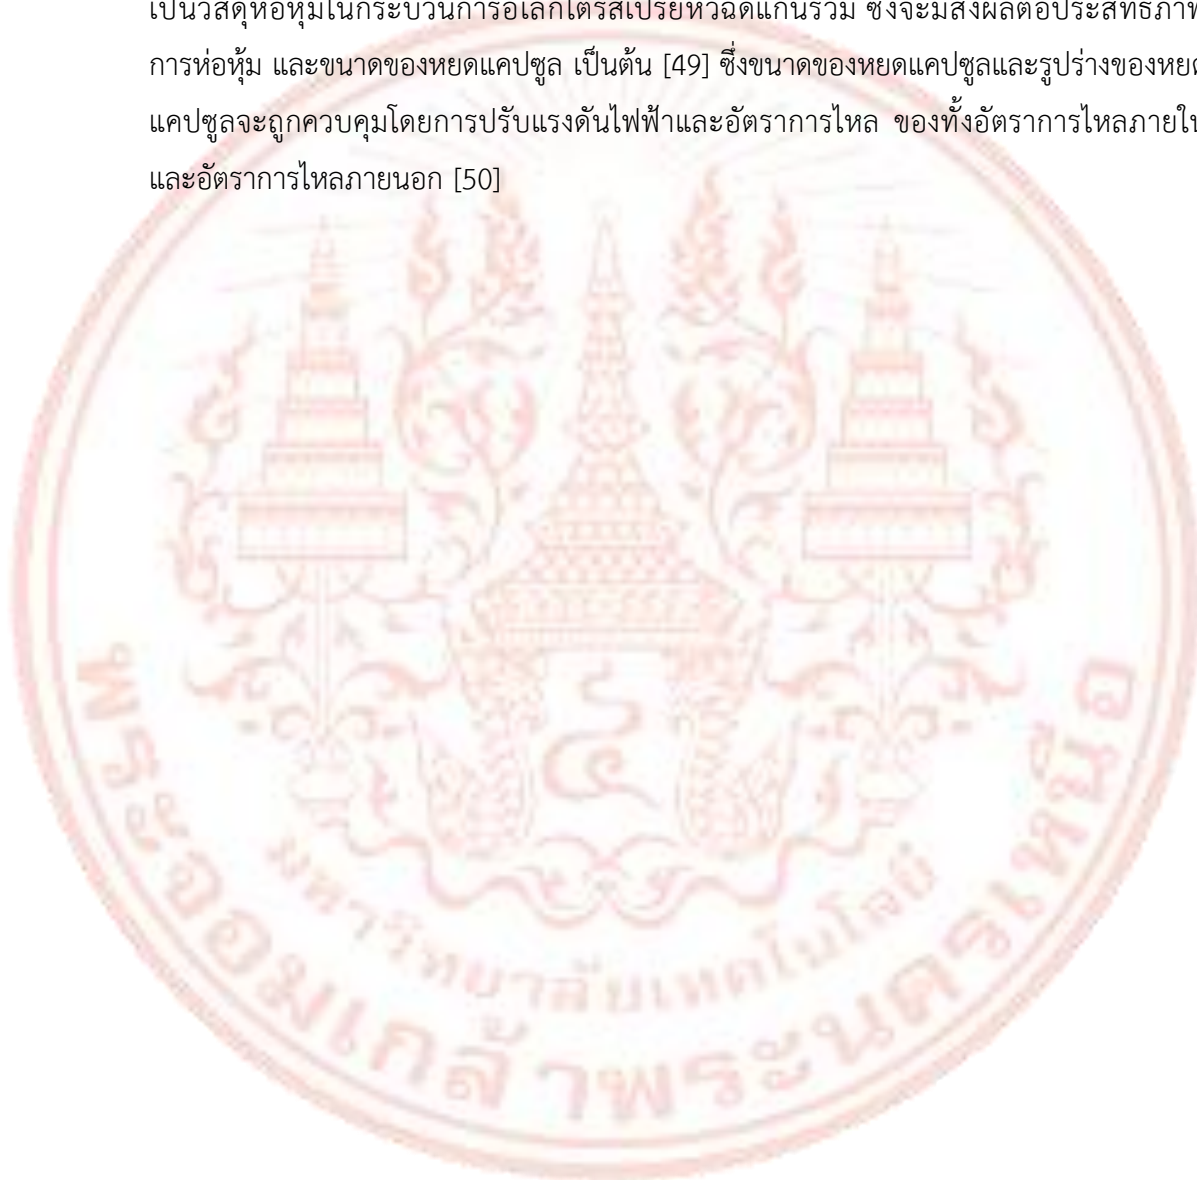 เป็นวัสดุห่อหุ้มในกระบวนการอิเล็กโตรสเปรย์หัวฉีดแกนร่วม ซึ่งจะมีส่งผลต่อประสิทธิภาพ
การห่อหุ้ม และขนาดของหยดแคปซูล เป็นต้น [49] ซึ่งขนาดของหยดแคปซูลและรูปร่างของหยด
แคปซูลจะถูกควบคุมโดยการปรับแรงดันไฟฟ้าและอัตราการไหล ของทั้งอัตราการไหลภายใน
และอัตราการไหลภายนอก [50]
มหาวิทยาลัยเทคโนโลยี
พระจอมเกล้าพระนครเหนือ